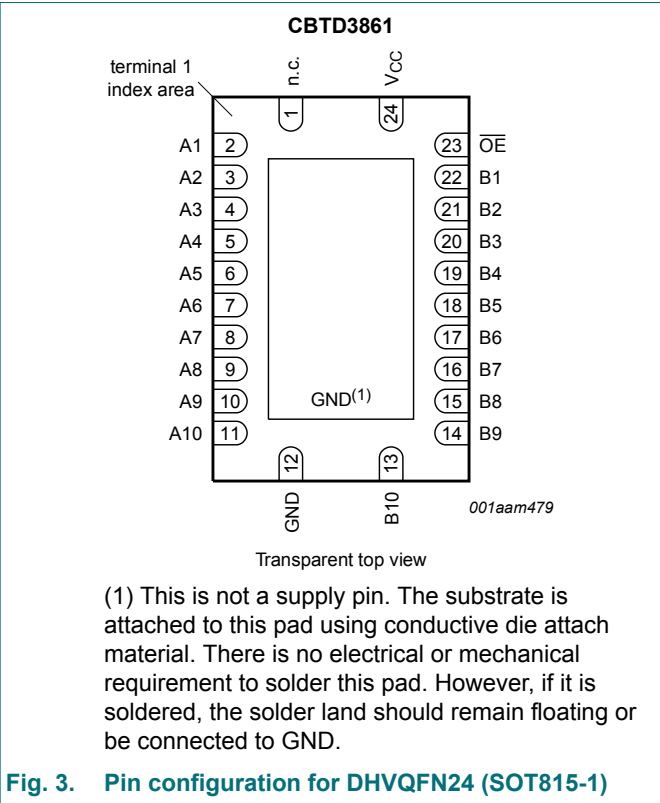 CBTD3861
terminal 1
index area
n.c.
VCC
1
24
A1 2 23 OE
A2 3 22 B1
A3 4 21 B2
A4 5 20 B3
A5 6 19 B4
A6 7 18 B5
A7 8 17 B6
A8 9 16 B7
A9 10 GND(1) 15 B8
A10 11 14 B9
12 13
GND B10
001aam479
Transparent top view
(1) This is not a supply pin. The substrate is
attached to this pad using conductive die attach
material. There is no electrical or mechanical
requirement to solder this pad. However, if it is
soldered, the solder land should remain floating or
be connected to GND.
Fig. 3. Pin configuration for DHVQFN24 (SOT815-1)